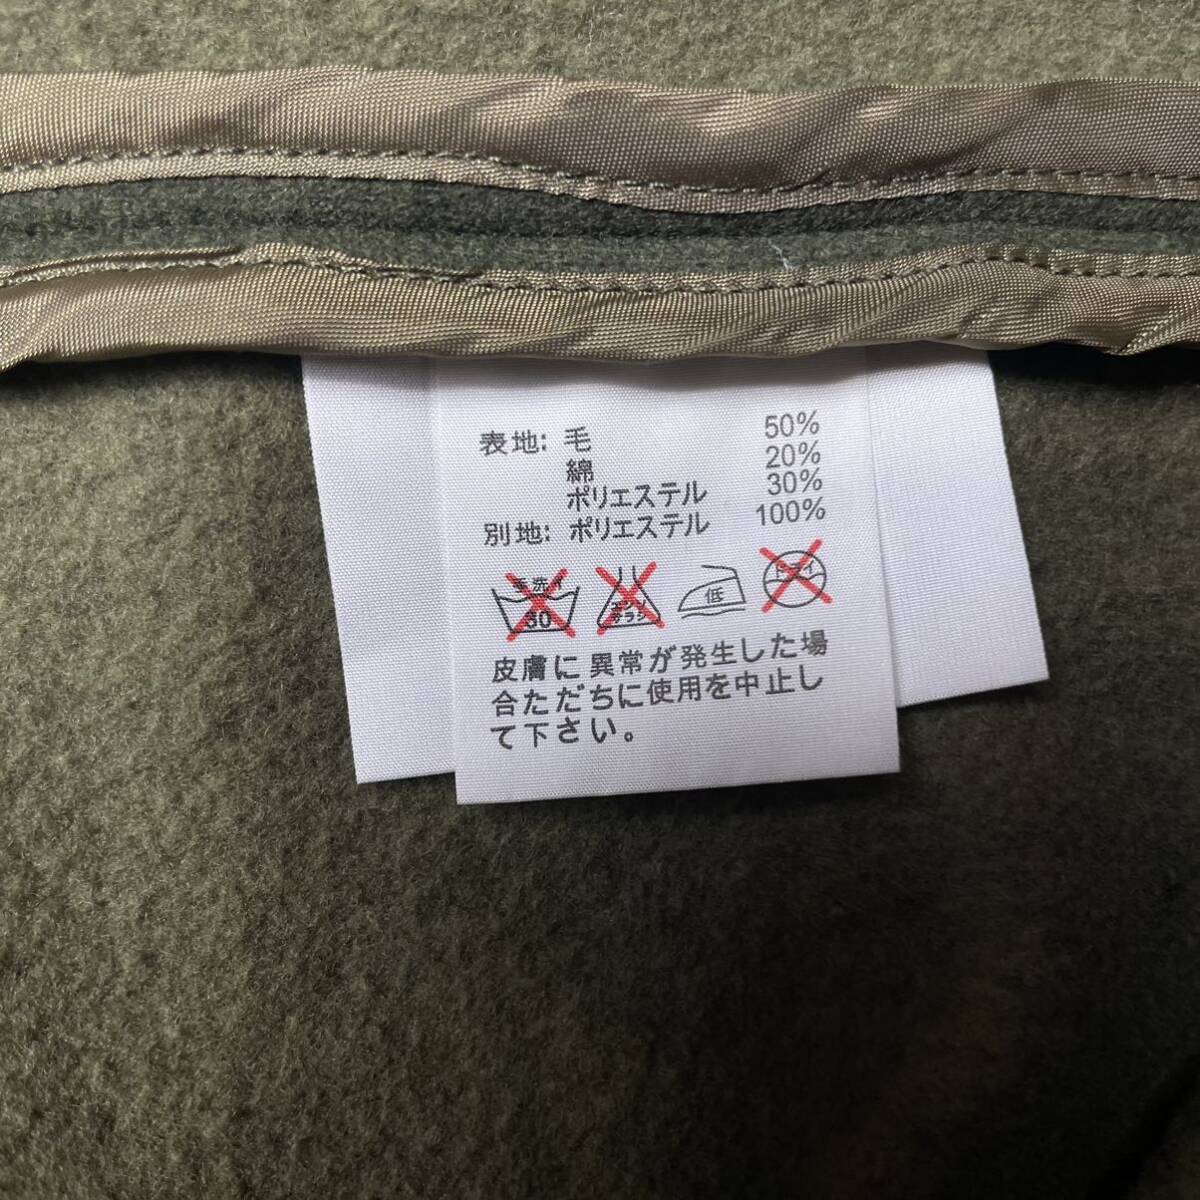 表地: 毛 50%
綿 20%
ポリエステル 30%
別地: ポリエステル 100%
手洗イ
30
エンソ
サラシ
低
ドライ
皮膚に異常が発生した場
合ただちに使用を中止し
て下さい。